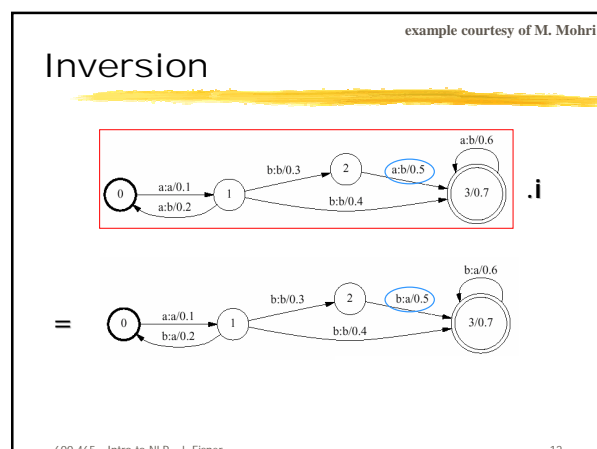 example courtesy of M. Mohri
Inversion
a:b/0.6
b:b/0.3
2
a:b/0.5
0
a:a/0.1
1
3/0.7
.i
a:b/0.2
b:b/0.4
b:a/0.6
b:b/0.3
2
b:a/0.5
=
0
a:a/0.1
1
3/0.7
b:a/0.2
b:b/0.4